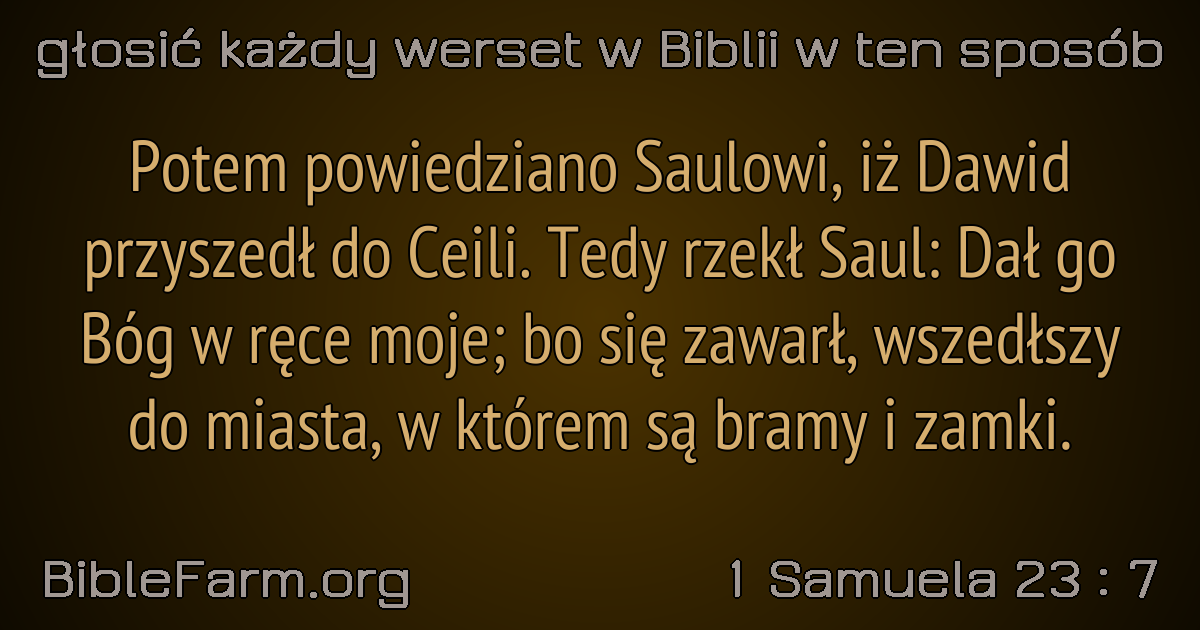 głosić każdy werset w Biblii w ten sposób
Potem powiedziano Saulowi, iż Dawid
przyszedł do Ceili. Tedy rzekł Saul: Dał go
Bóg w ręce moje; bo się zawarł, wszedłszy
do miasta, w którem są bramy i zamki.
BibleFarm.org
1 Samuela 23 : 7